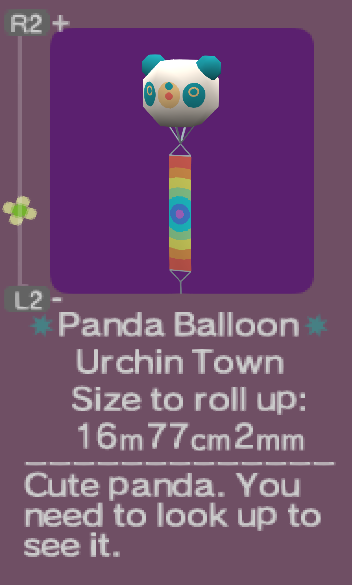 R2 +
L2 -
Panda Balloon
Urchin Town
Size to roll up:
16m77cm2mm
Cute panda. You
need to look up to
see it.